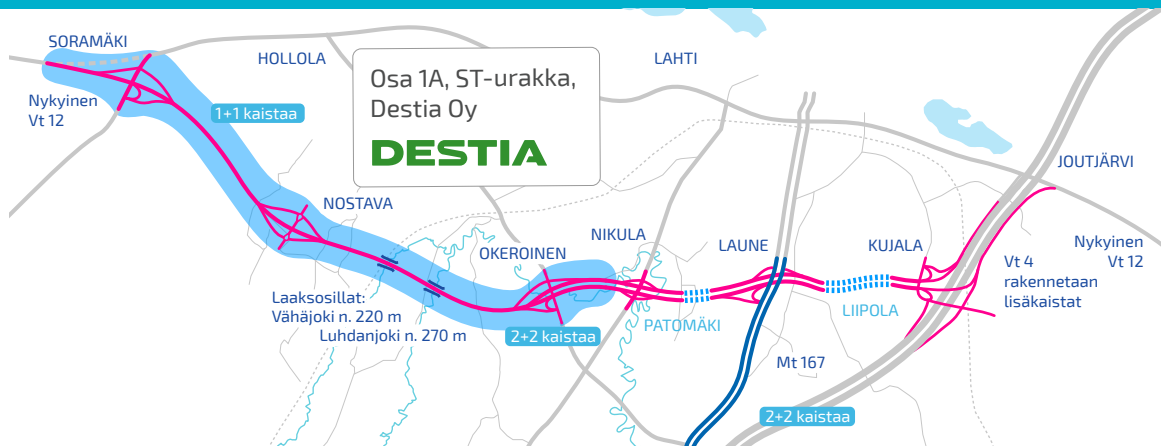 SORAMÄKI
HOLLOLA
LAHTI
Osa 1A, ST-urakka,
Destia Oy
DESTIA
Nykyinen
Vt 12
1+1 kaistaa
JOUTJÄRVI
NOSTAVA
NIKULA
OKEROINEN
LAUNE
KUJALA
Nykyinen
Vt 12
Vt 4
rakennetaan
lisäkaistat
Laaksosillat:
Vähäjoki n. 220 m
Luhdanjoki n. 270 m
2+2 kaistaa
PATOMÄKI
LIIPOLA
Mt 167
2+2 kaistaa